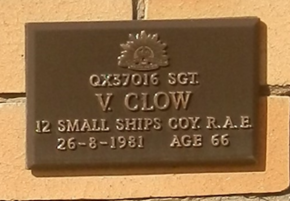 QX37016 SGT.
V. CLOW
12 SMALL SHIPS COY. R.A.E.
26-8-1981 AGE 66